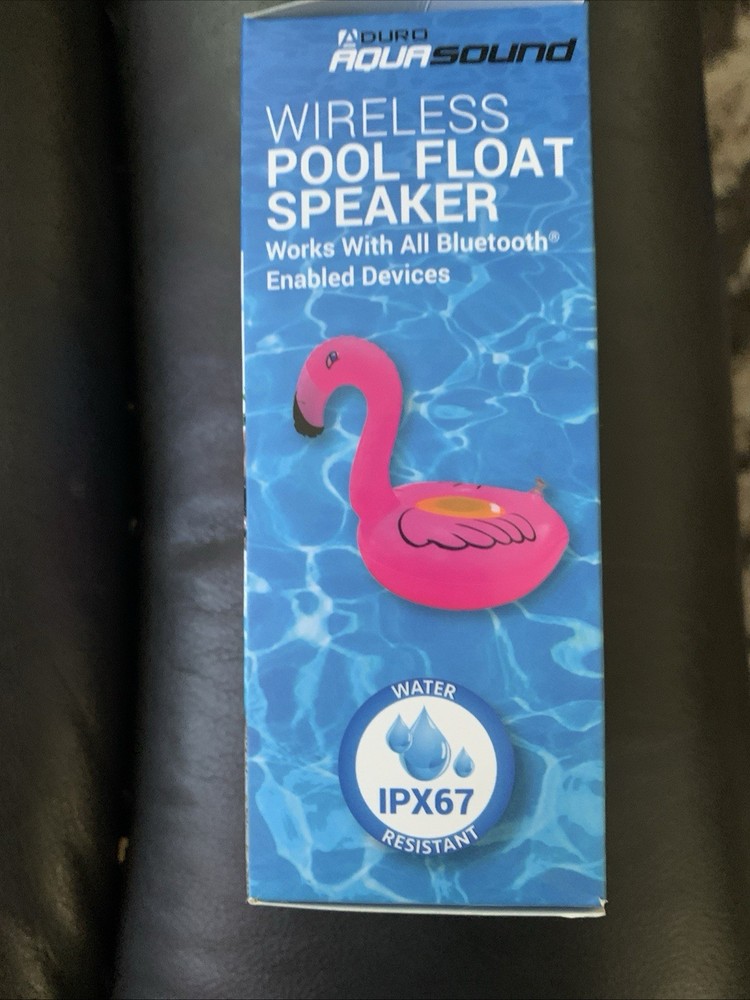 ADURO
AQUASOUND
WIRELESS
POOL FLOAT
SPEAKER
Works With All Bluetooth®
Enabled Devices
WATER
IPX67
RESISTANT